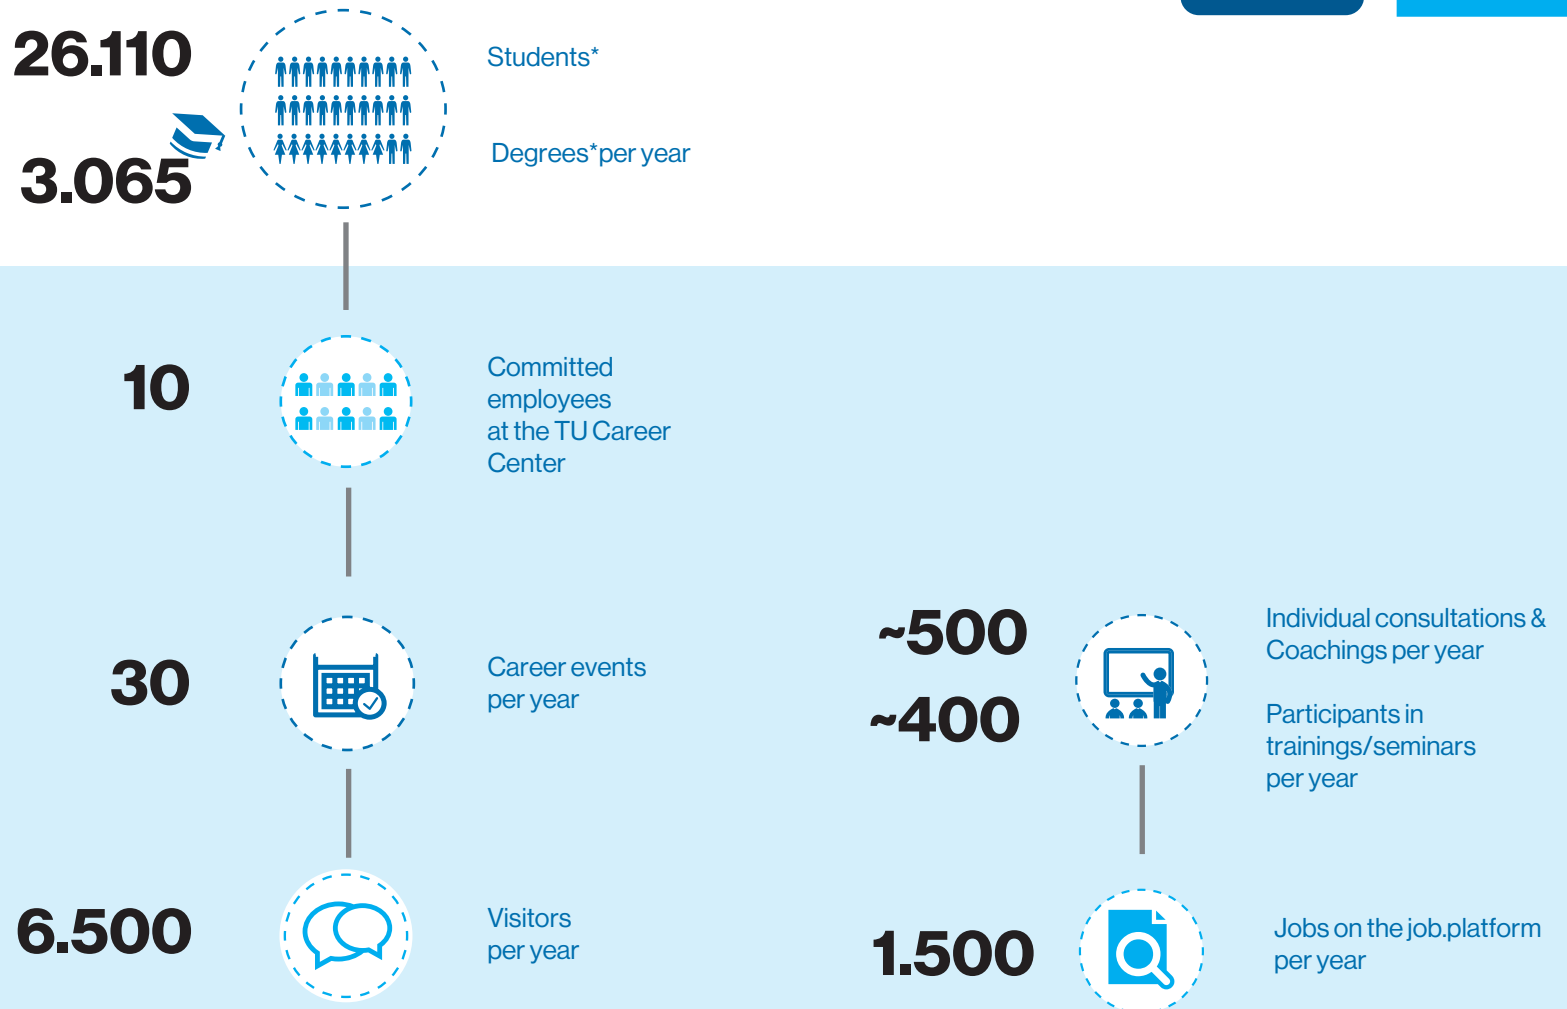 26.110
Students*
3.065
Degrees*per year
10
Committed
employees
at the TU Career
Center
30
Career events
per year
6.500
Visitors
per year
~500
Individual consultations &
Coachings per year
~400
Participants in
trainings/seminars
per year
1.500
Jobs on the job.platform
per year